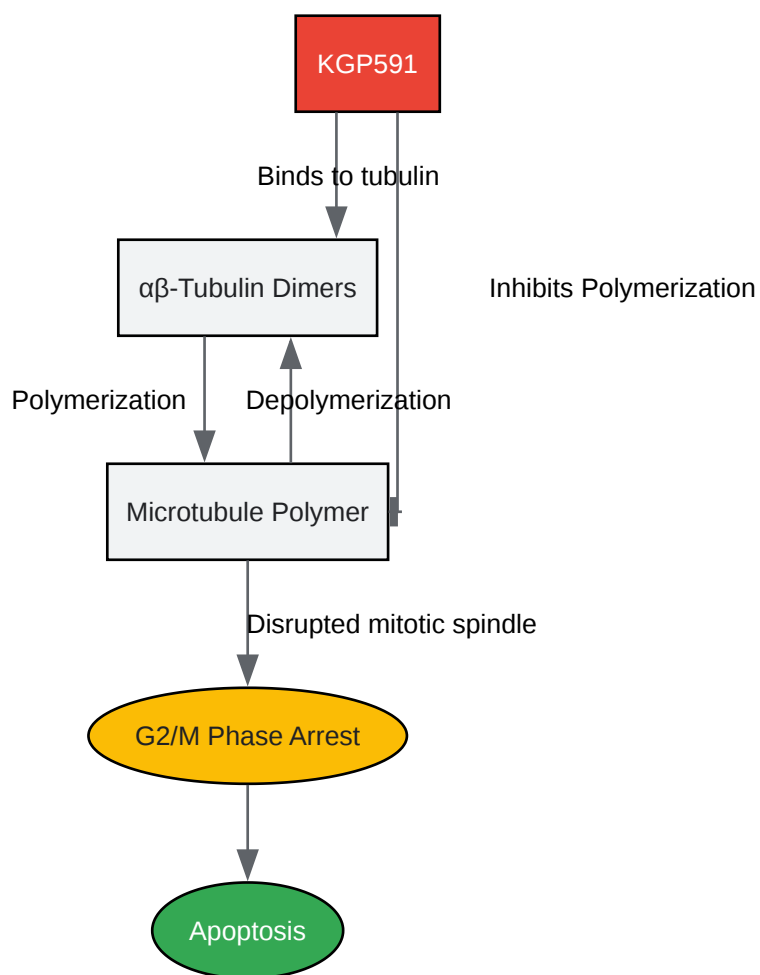 KGP591
Binds to tubulin
αβ-Tubulin Dimers
Inhibits Polymerization
Polymerization
Depolymerization
Microtubule Polymer
Disrupted mitotic spindle
G2/M Phase Arrest
Apoptosis